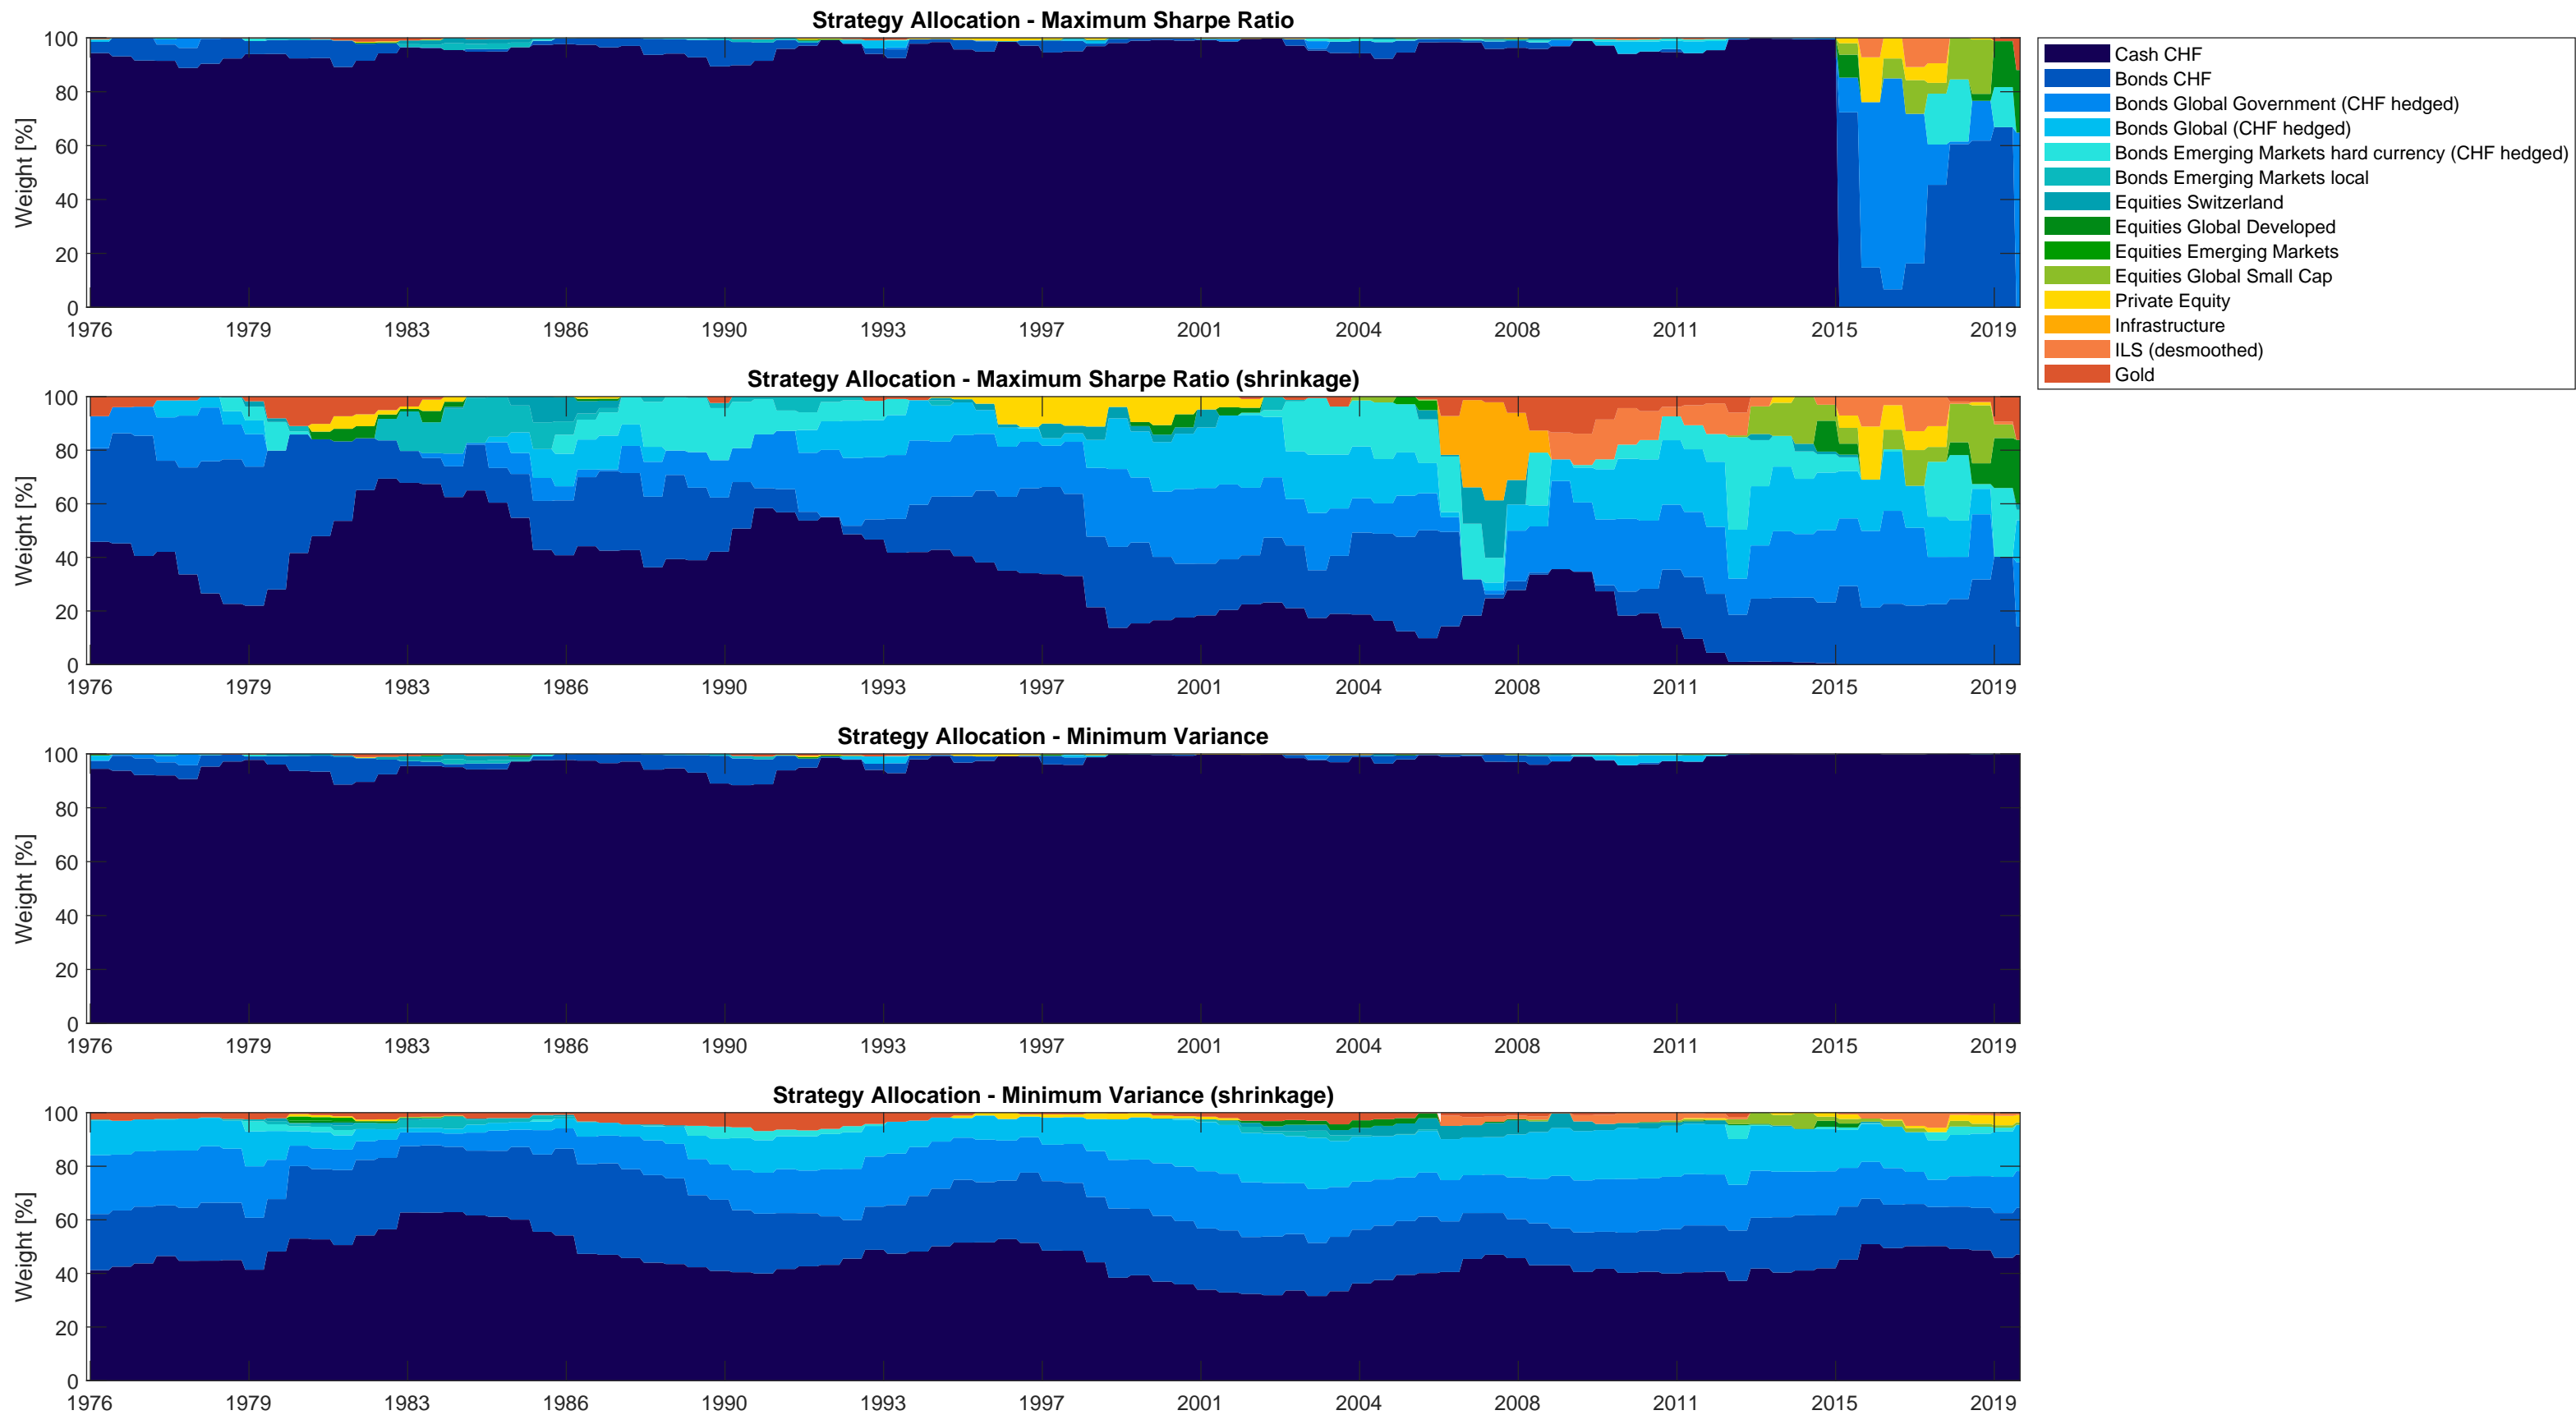 Strategy Allocation - Maximum Sharpe Ratio
Weight [%]
100
80
60
40
20
0
1976 1979 1983 1986 1990 1993 1997 2001 2004 2008 2011 2015 2019
Cash CHF
Bonds CHF
Bonds Global Government (CHF hedged)
Bonds Global (CHF hedged)
Bonds Emerging Markets hard currency (CHF hedged)
Bonds Emerging Markets local
Equities Switzerland
Equities Global Developed
Equities Emerging Markets
Equities Global Small Cap
Private Equity
Infrastructure
ILS (desmoothed)
Gold
Strategy Allocation - Maximum Sharpe Ratio (shrinkage)
Weight [%]
100
80
60
40
20
0
1976 1979 1983 1986 1990 1993 1997 2001 2004 2008 2011 2015 2019
Strategy Allocation - Minimum Variance
Weight [%]
100
80
60
40
20
0
1976 1979 1983 1986 1990 1993 1997 2001 2004 2008 2011 2015 2019
Strategy Allocation - Minimum Variance (shrinkage)
Weight [%]
100
80
60
40
20
0
1976 1979 1983 1986 1990 1993 1997 2001 2004 2008 2011 2015 2019